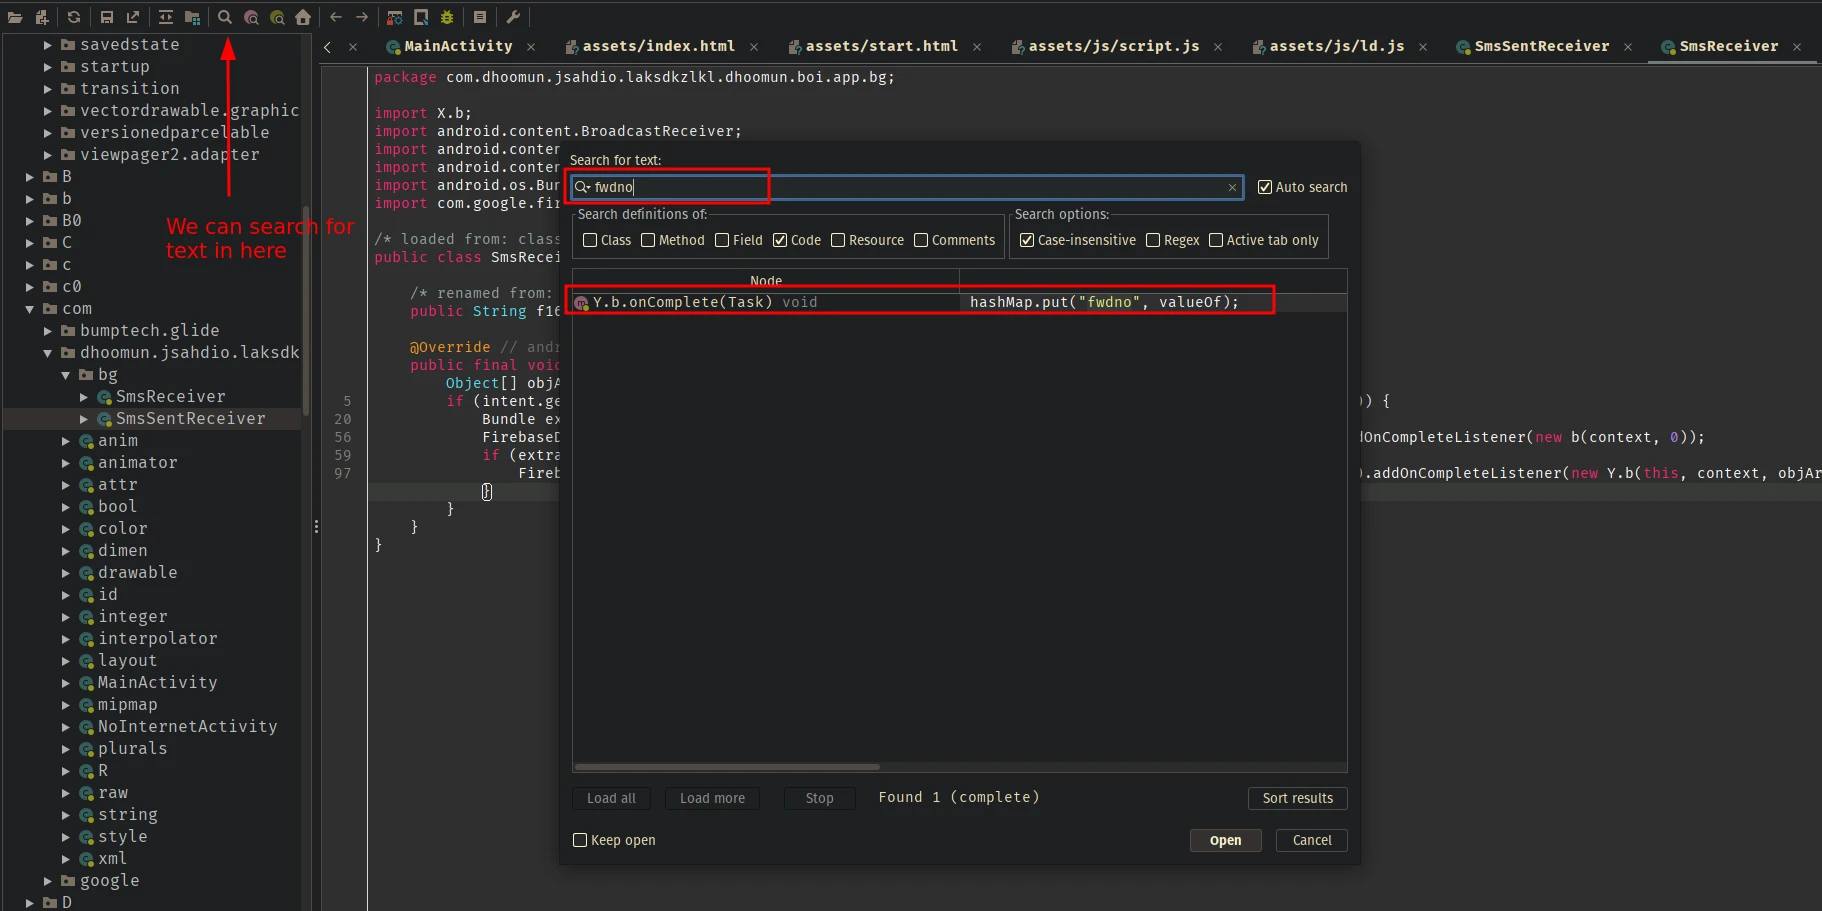 MainActivity
assets/index.html
assets/start.html
assets/js/script.js
assets/js/ld.js
SmsSentReceiver
SmsReceiver
savedstate
startup
transition
vectordrawable.graphic
versionedparcelable
viewpager2.adapter
B
b
B0
C
c
c0
com
bumptech.glide
dhoomun.jsahdio.laksdk
bg
SmsReceiver
SmsSentReceiver
anim
animator
attr
bool
color
dimen
drawable
id
integer
interpolator
layout
MainActivity
mipmap
NoInternetActivity
plurals
R
raw
string
style
xml
google
D
We can search for
text in here
package com.dhoomun.jsahdio.laksdkzlkl.dhoomun.boi.app.bg;
import X.b;
import android.content.BroadcastReceiver;
import android.conten
import android.conten
import android.os.Bun
import com.google.fir
/* loaded from: class
public class SmsRecei
/* renamed from:
public String f16
@Override // andr
public final void
Object[] objA
5 if (intent.ge ) {
20 Bundle ex
56 FirebaseD dOnCompleteListener(new b(context, 0));
59 if (extra
97 Fireb ).addOnCompleteListener(new Y.b(this, context, objAr
}
}
}
}
Search for text:
fwdno
Auto search
Search definitions of:
Class Method Field Code Resource Comments
Search options:
Case-insensitive Regex Active tab only
Node
Y.b.onComplete(Task) void hashMap.put("fwdno", valueOf);
Load all Load more Stop Found 1 (complete) Sort results
Keep open Open Cancel